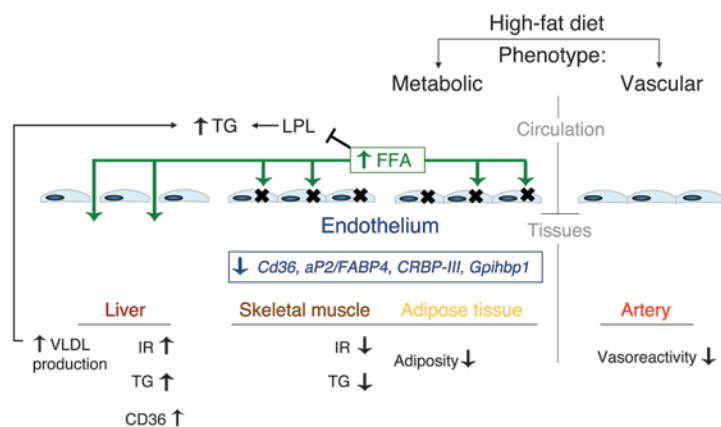 High-fat diet
Phenotype:
Metabolic
Vascular
↑ TG ← LPL
Circulation
↑ FFA
Endothelium
Tissues
↓ Cd36, aP2/FABP4, CRBP-III, Gpihbp1
Liver
Skeletal muscle
Adipose tissue
Artery
↑ VLDL
production
IR ↑
TG ↑
CD36 ↑
IR ↓
TG ↓
Adiposity ↓
Vasoreactivity ↓